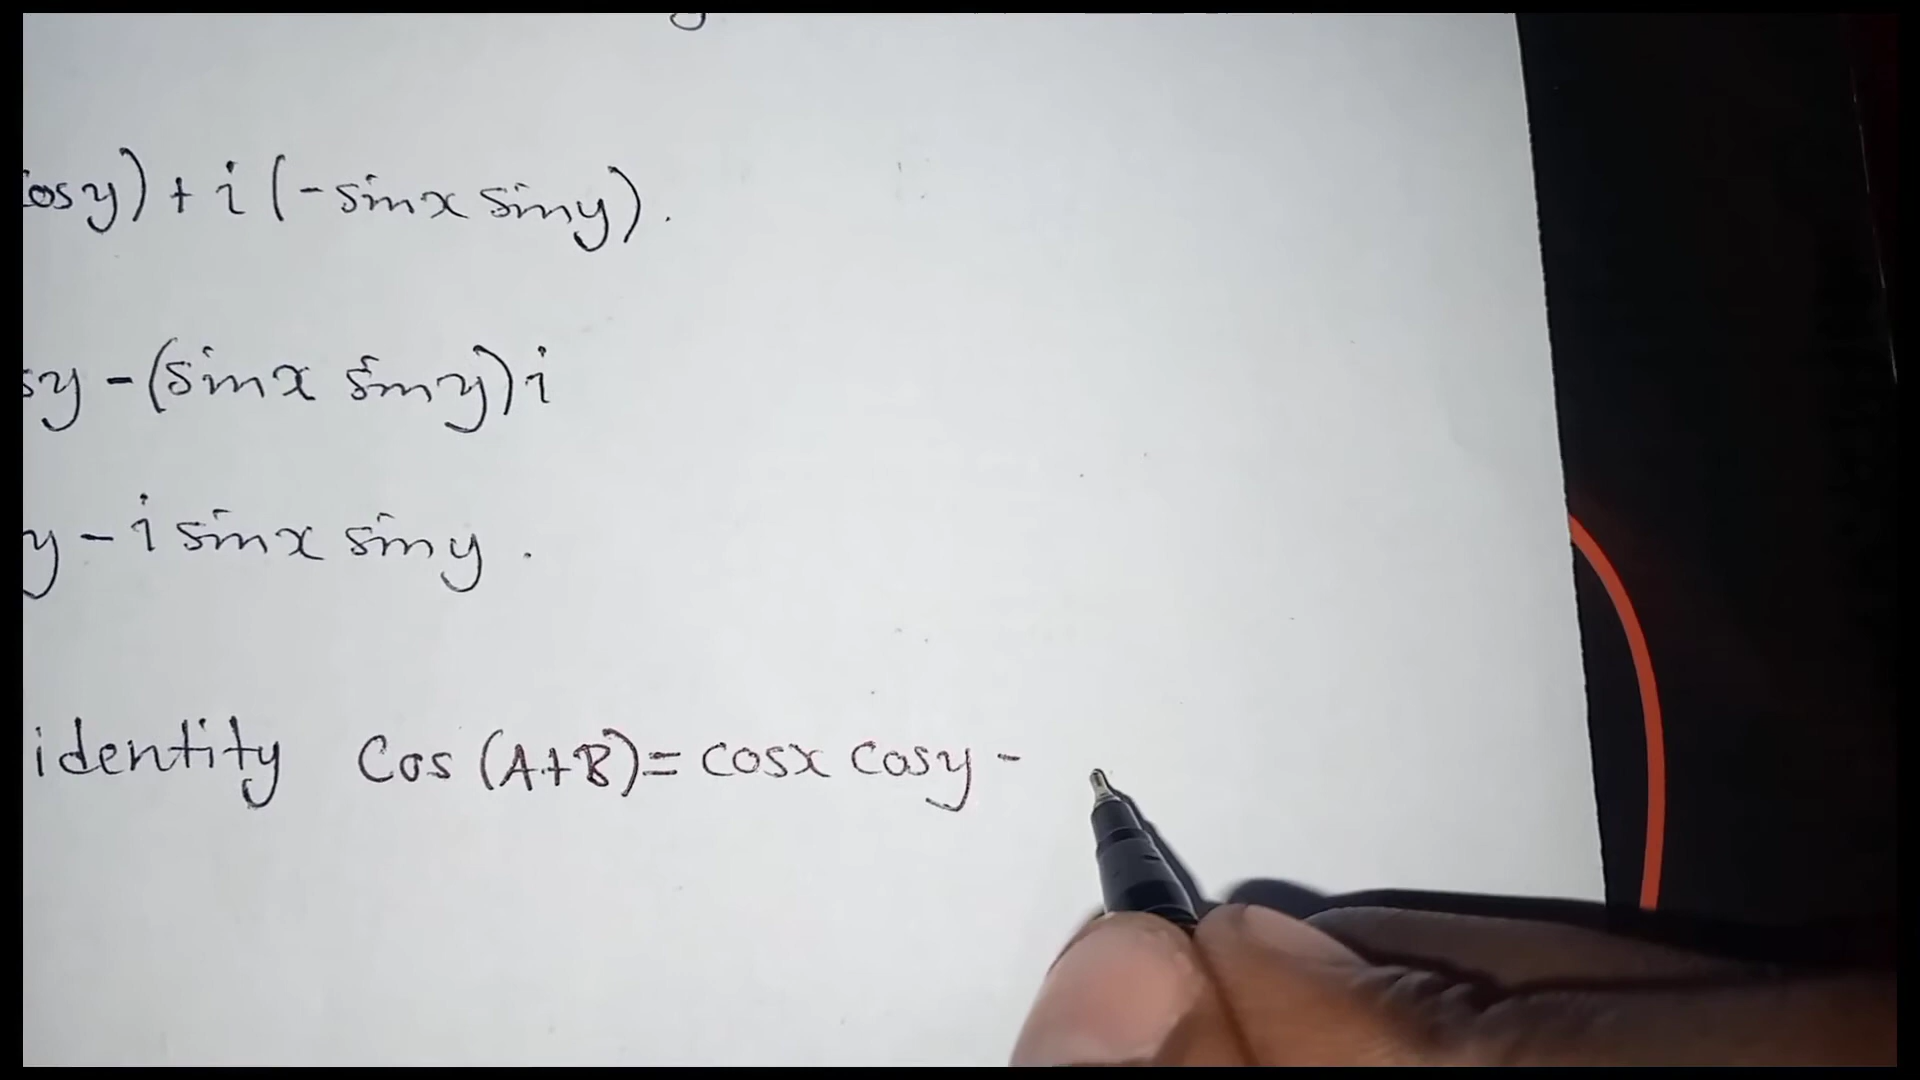 osy) + i (-sinx siny).
sy - (sinx siny) i
y - i sinx siny.
identity Cos (A+B) = cosx cosy -